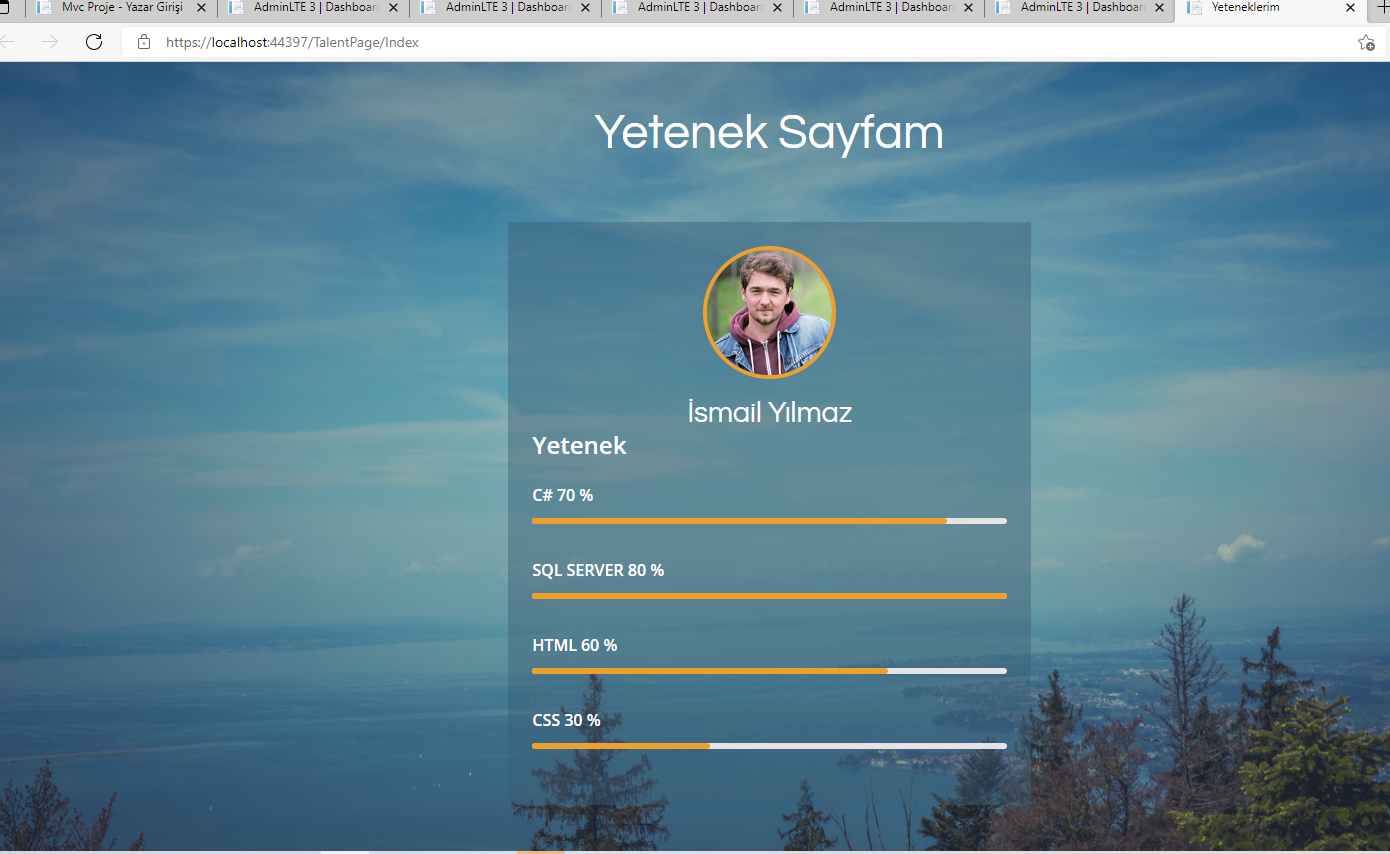 Mvc Proje - Yazar Girişi
AdminLTE 3 | Dashboard
AdminLTE 3 | Dashboard
AdminLTE 3 | Dashboard
AdminLTE 3 | Dashboard
AdminLTE 3 | Dashboard
Yeteneklerim
https://localhost:44397/TalentPage/Index
Yetenek Sayfam
İsmail Yılmaz
Yetenek
C# 70 %
SQL SERVER 80 %
HTML 60 %
CSS 30 %